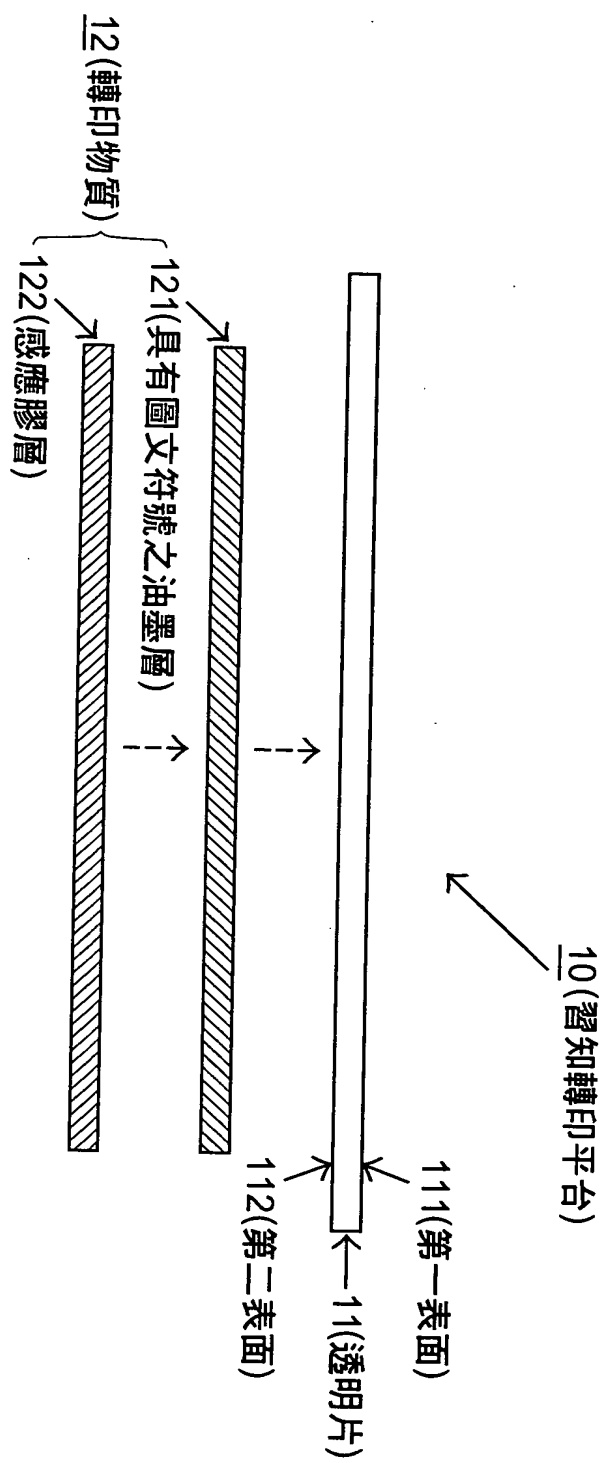 10(習知轉印平台)
111(第一表面)
11(透明片)
112(第二表面)
12(轉印物質)
121(具有圖文符號之油墨層)
122(感應膠層)